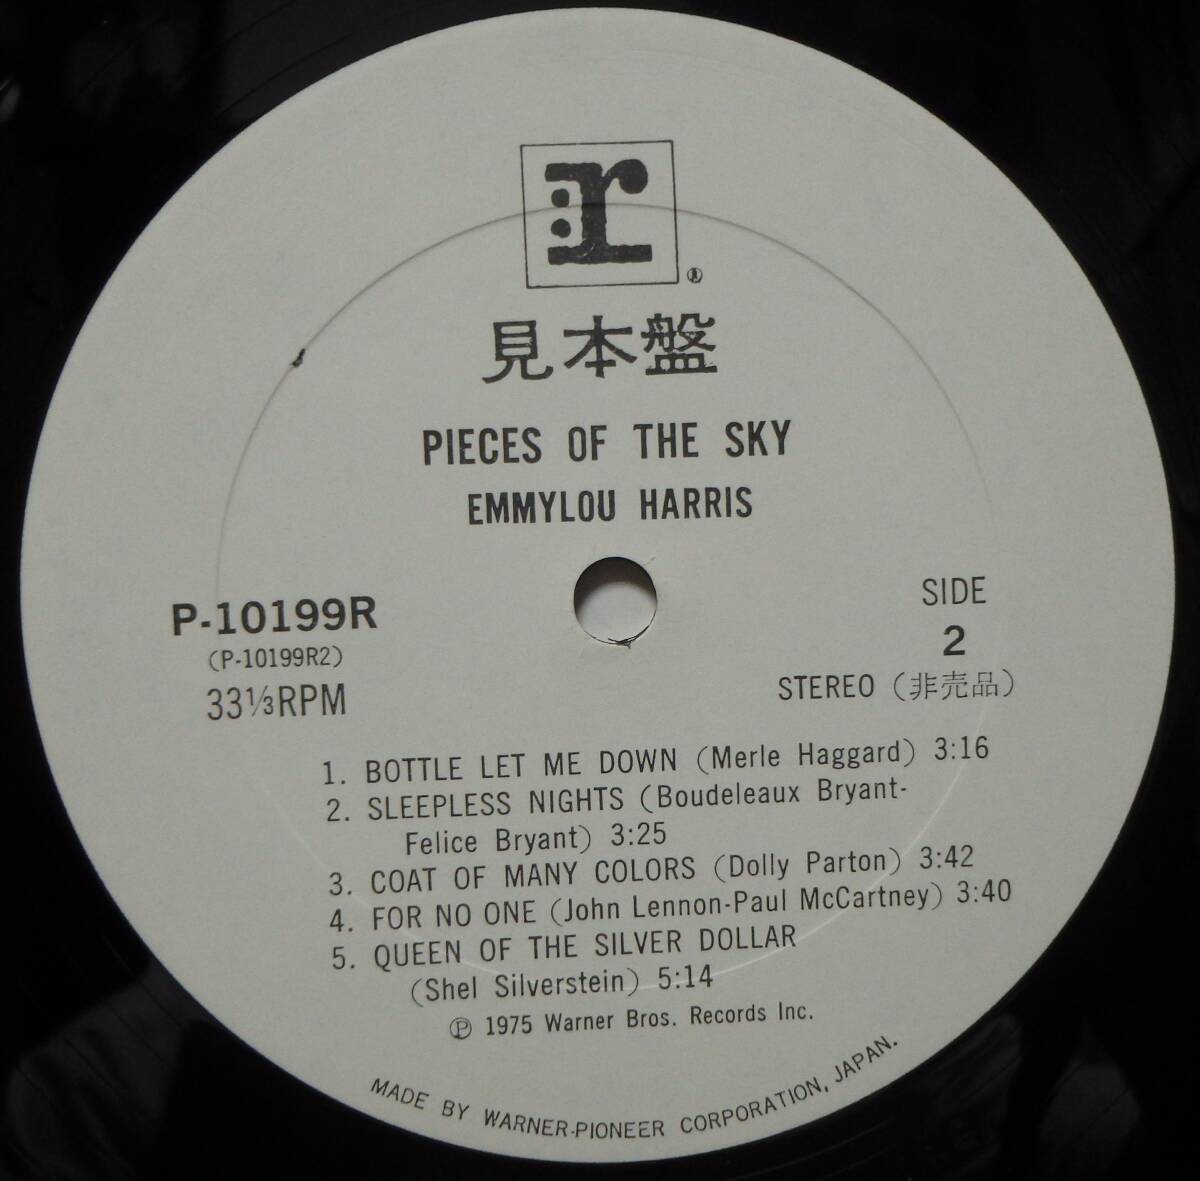 :r
®
見本盤
PIECES OF THE SKY
EMMYLOU HARRIS
P-10199R
(P-10199R2)
33⅓RPM
SIDE
2
STEREO (非売品)
1. BOTTLE LET ME DOWN (Merle Haggard) 3:16
2. SLEEPLESS NIGHTS (Boudeleaux Bryant-
Felice Bryant) 3:25
3. COAT OF MANY COLORS (Dolly Parton) 3:42
4. FOR NO ONE (John Lennon-Paul McCartney) 3:40
5. QUEEN OF THE SILVER DOLLAR
(Shel Silverstein) 5:14
℗ 1975 Warner Bros. Records Inc.
MADE BY WARNER-PIONEER CORPORATION, JAPAN.